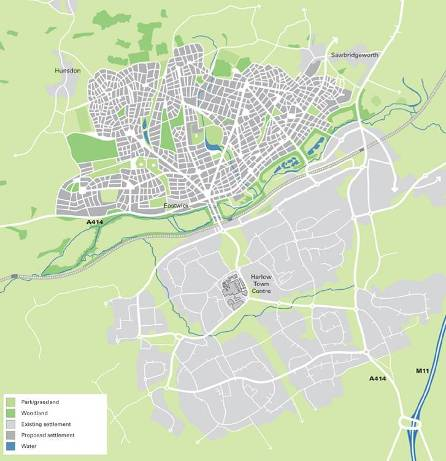 Hunsdon
Sawbridgeworth
Eastwick
A414
Harlow
Town
Centre
A414
M11
Park/grassland
Woodland
Existing settlement
Proposed settlement
Water